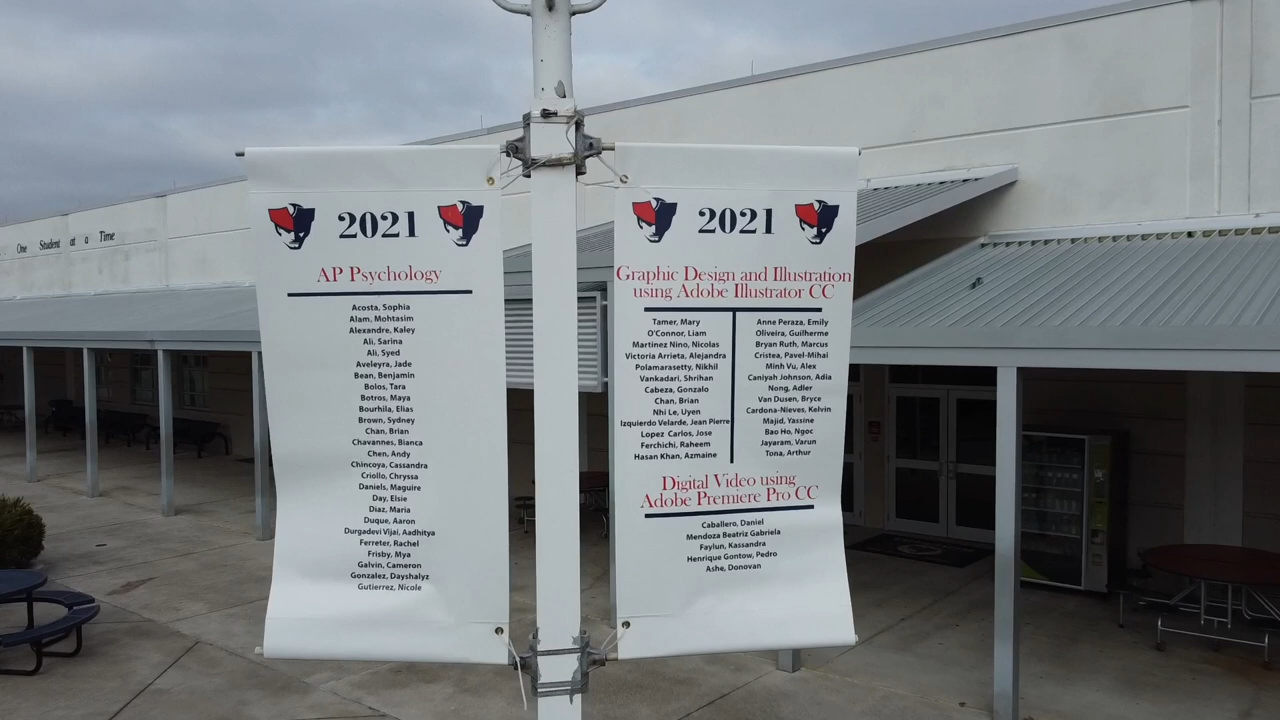 One Student at a Time
2021
AP Psychology
Acosta, Sophia
Alam, Mohtasim
Alexandre, Kaley
Ali, Sarina
Ali, Syed
Aveleyra, Jade
Bean, Benjamin
Bolos, Tara
Botros, Maya
Bourhila, Elias
Brown, Sydney
Chan, Brian
Chavannes, Bianca
Chen, Andy
Chincoya, Cassandra
Criollo, Chryssa
Daniels, Maguire
Day, Elsie
Diaz, Maria
Duque, Aaron
Durgadevi Vijai, Aadhitya
Ferreter, Rachel
Frisby, Mya
Galvin, Cameron
Gonzalez, Dayshalyz
Gutierrez, Nicole
2021
Graphic Design and Illustration
using Adobe Illustrator CC
Tamer, Mary
O'Connor, Liam
Martinez Nino, Nicolas
Victoria Arrieta, Alejandra
Polamarasetty, Nikhil
Vankadari, Shrihan
Cabeza, Gonzalo
Chan, Brian
Nhi Le, Uyen
Izquierdo Velarde, Jean Pierre
Lopez Carlos, Jose
Ferchichi, Raheem
Hasan Khan, Azmaine
Anne Peraza, Emily
Oliveira, Guilherme
Bryan Ruth, Marcus
Cristea, Pavel-Mihai
Minh Vu, Alex
Caniyah Johnson, Adia
Nong, Adler
Van Dusen, Bryce
Cardona-Nieves, Kelvin
Majid, Yassine
Bao Ho, Ngoc
Jayaram, Varun
Tona, Arthur
Digital Video using
Adobe Premiere Pro CC
Caballero, Daniel
Mendoza Beatriz Gabriela
Faylun, Kassandra
Henrique Gontow, Pedro
Ashe, Donovan